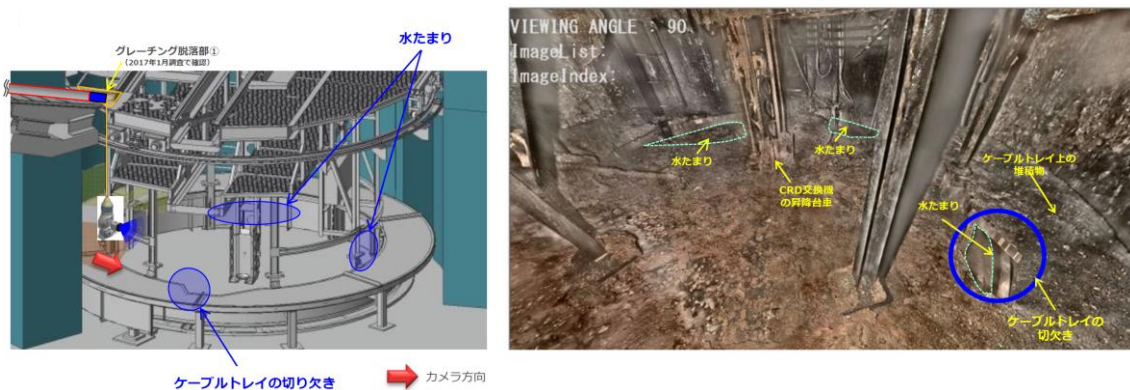 グレーチング脱落部①
(2017年1月調査で確認)
水たまり
ケーブルトレイの切り欠き
カメラ方向
VIEWING ANGLE : 90
ImageList:
ImageIndex:
水たまり
水たまり
CRD交換機
の昇降台車
ケーブルトレイ上の
堆積物
水たまり
ケーブルトレイの
切欠き